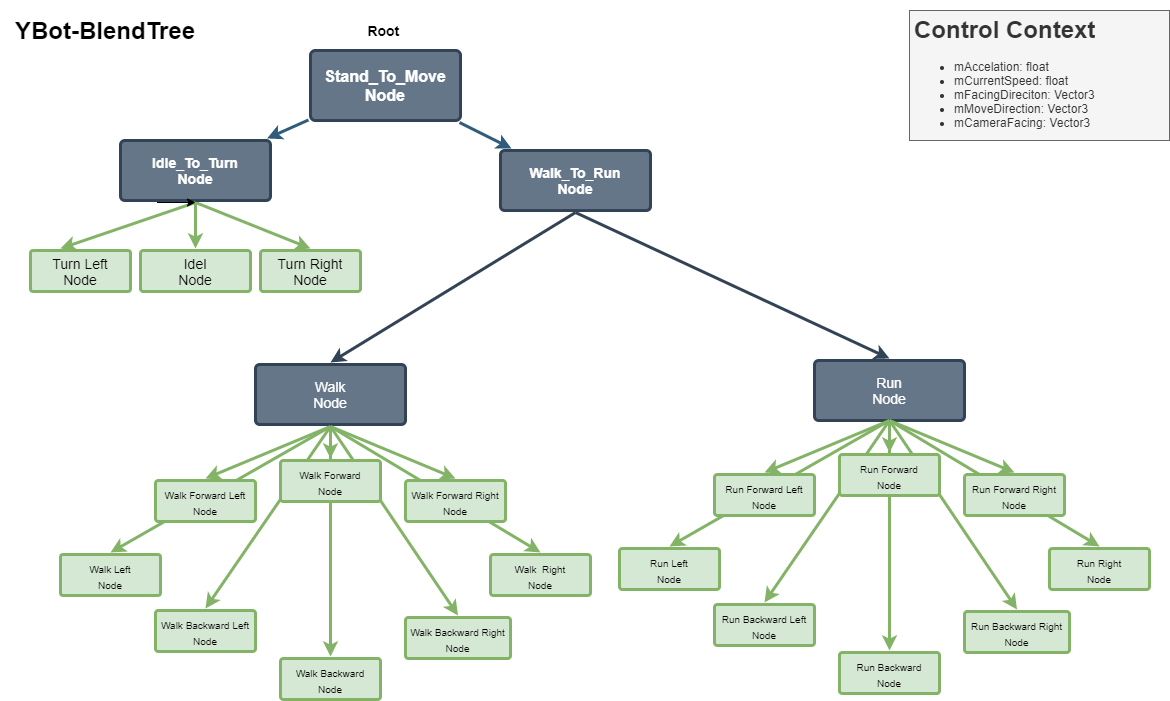 YBot-BlendTree
Root
Control Context
mAccelation: float
mCurrentSpeed: float
mFacingDireciton: Vector3
mMoveDirection: Vector3
mCameraFacing: Vector3
Stand_To_Move
Node
Idle_To_Turn
Node
Walk_To_Run
Node
Turn Left
Node
Idel
Node
Turn Right
Node
Walk
Node
Run
Node
Walk Forward Left
Node
Walk Forward
Node
Walk Forward Right
Node
Run Forward Left
Node
Run Forward
Node
Run Forward Right
Node
Walk Left
Node
Walk Right
Node
Run Left
Node
Run Right
Node
Walk Backward Left
Node
Walk Backward Right
Node
Run Backward Left
Node
Run Backward Right
Node
Walk Backward
Node
Run Backward
Node